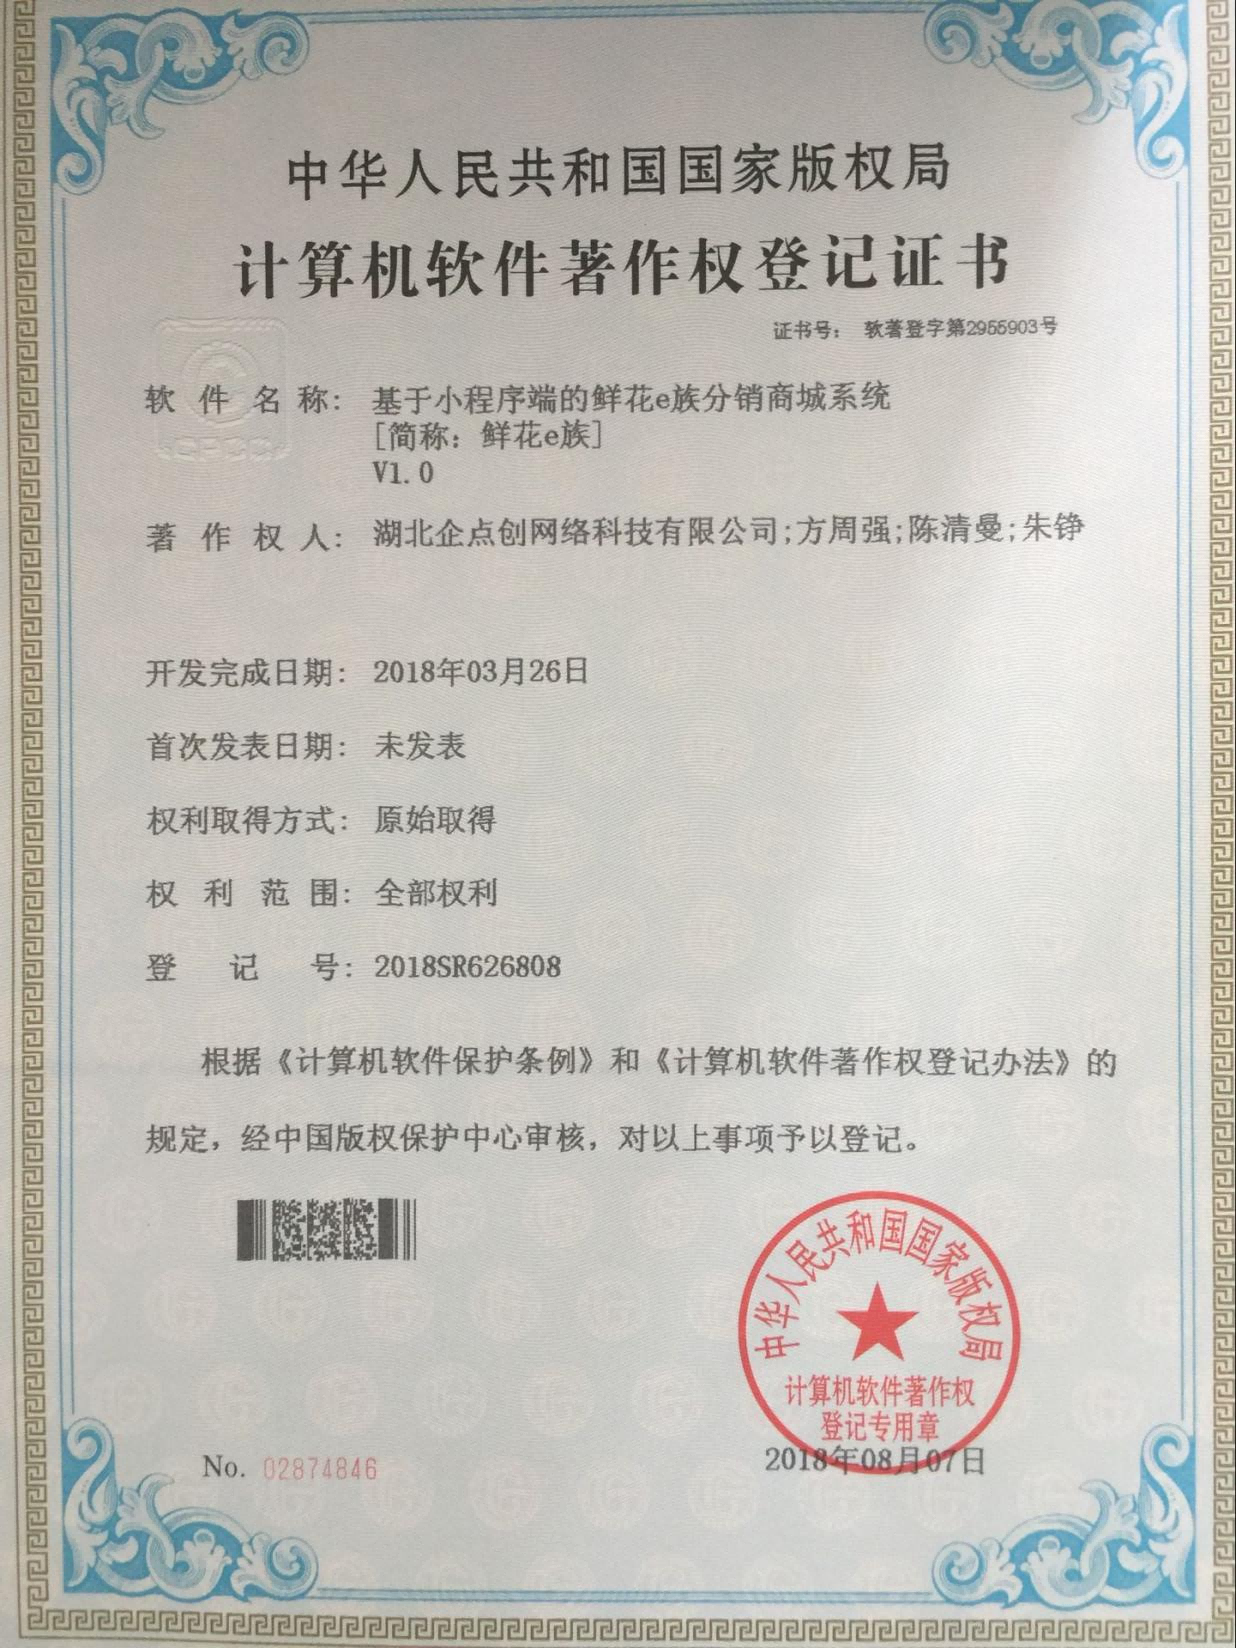 中华人民共和国国家版权局
计算机软件著作权登记证书
证书号： 软著登字第2955903号
软件名称： 基于小程序端的鲜花e族分销商城系统
[简称：鲜花e族]
V1.0
著作权人： 湖北企点创网络科技有限公司;方周强;陈清曼;朱铮
开发完成日期： 2018年03月26日
首次发表日期： 未发表
权利取得方式： 原始取得
权利范围： 全部权利
登记号： 2018SR626808
根据《计算机软件保护条例》和《计算机软件著作权登记办法》的
规定，经中国版权保护中心审核，对以上事项予以登记。
中华人民共和国国家版权局
计算机软件著作权
登记专用章
No. 02874846
2018年08月07日